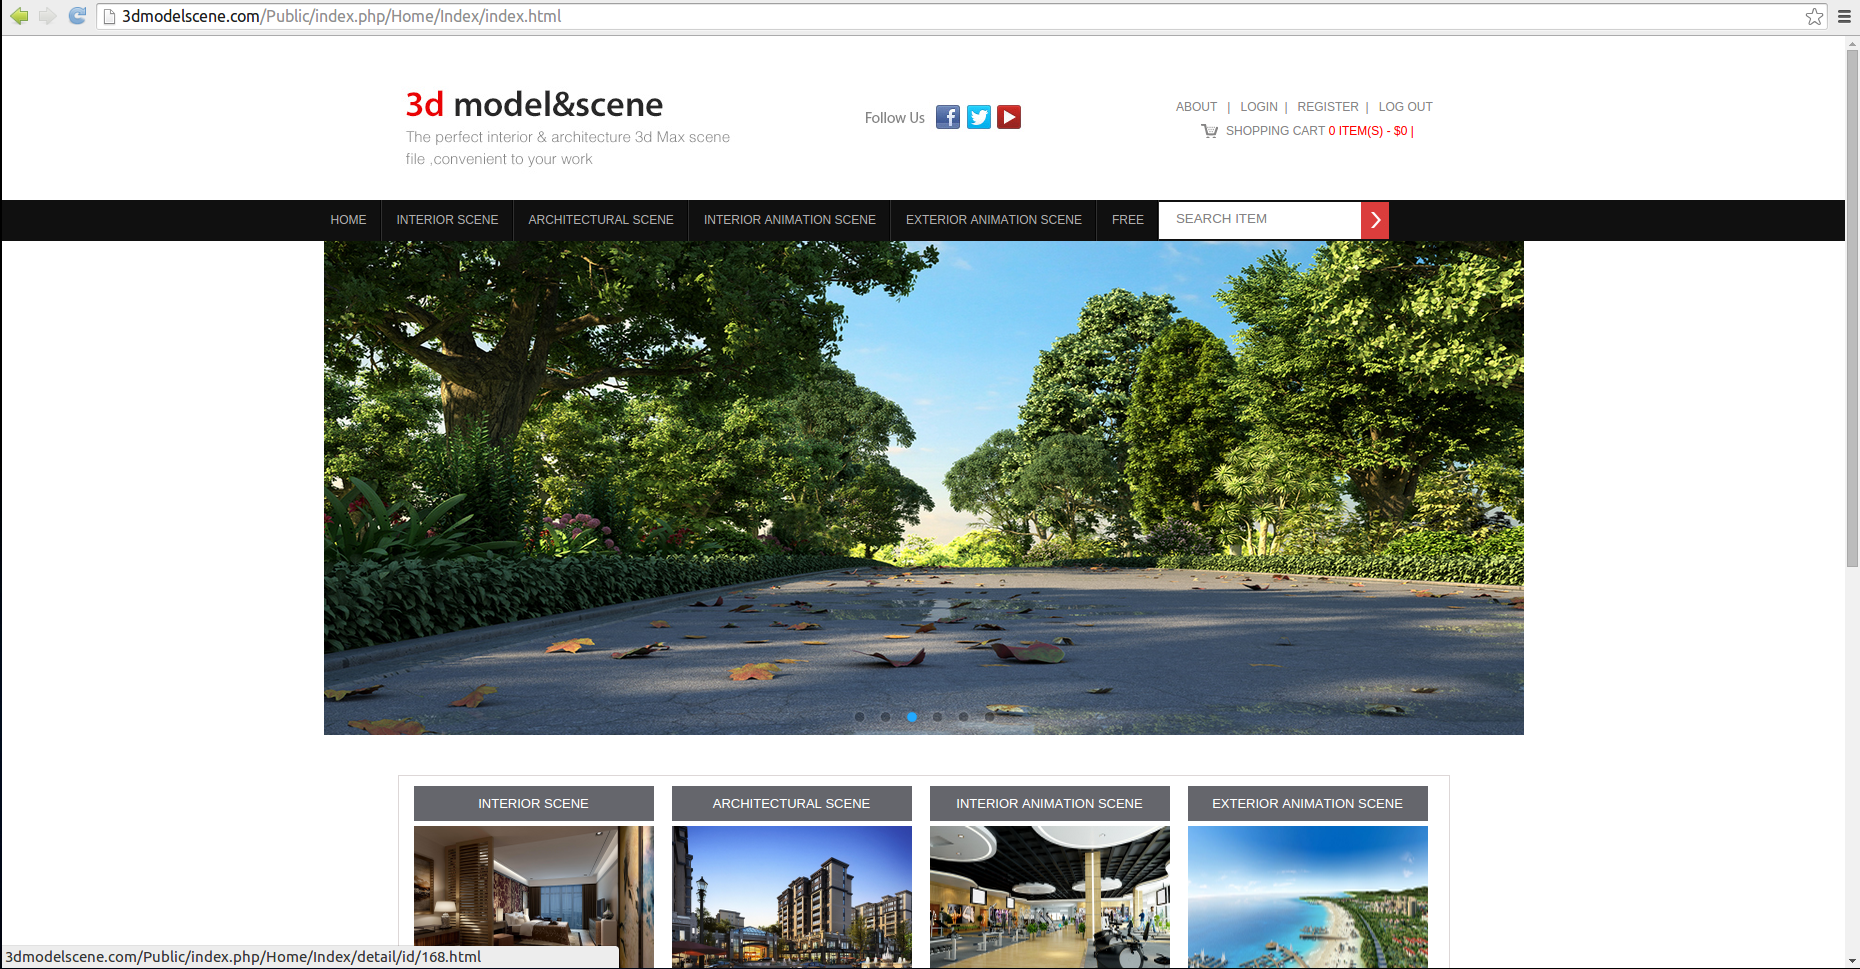 3dmodelscene.com/Public/index.php/Home/Index/index.html
3d model&scene
The perfect interior & architecture 3d Max scene
file ,convenient to your work
Follow Us
ABOUT | LOGIN | REGISTER | LOG OUT
SHOPPING CART 0 ITEM(S) - $0 |
HOME INTERIOR SCENE ARCHITECTURAL SCENE INTERIOR ANIMATION SCENE EXTERIOR ANIMATION SCENE FREE SEARCH ITEM
INTERIOR SCENE ARCHITECTURAL SCENE INTERIOR ANIMATION SCENE EXTERIOR ANIMATION SCENE
3dmodelscene.com/Public/index.php/Home/Index/detail/id/168.html